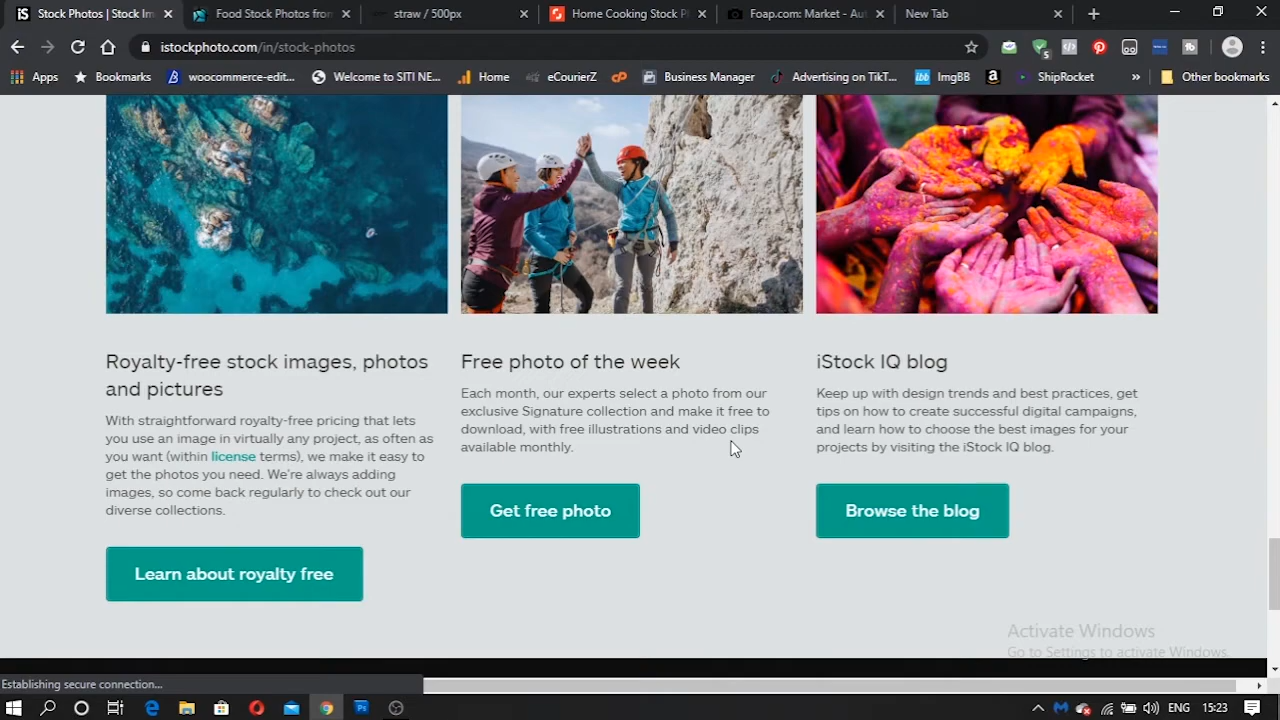 iS Stock Photos | Stock Im
Food Stock Photos from
straw / 500px
Home Cooking Stock P
Foap.com: Market - Au
New Tab
istockphoto.com/in/stock-photos
Apps
Bookmarks
woocommerce-edit...
Welcome to SITI NE...
Home
eCourierZ
Business Manager
Advertising on TikT...
ImgBB
ShipRocket
»
Other bookmarks
Royalty-free stock images, photos
and pictures
With straightforward royalty-free pricing that lets
you use an image in virtually any project, as often as
you want (within license terms), we make it easy to
get the photos you need. We're always adding
images, so come back regularly to check out our
diverse collections.
Learn about royalty free
Free photo of the week
Each month, our experts select a photo from our
exclusive Signature collection and make it free to
download, with free illustrations and video clips
available monthly.
Get free photo
iStock IQ blog
Keep up with design trends and best practices, get
tips on how to create successful digital campaigns,
and learn how to choose the best images for your
projects by visiting the iStock IQ blog.
Browse the blog
Activate Windows
Go to Settings to activate Windows.
Establishing secure connection...
ENG
15:23